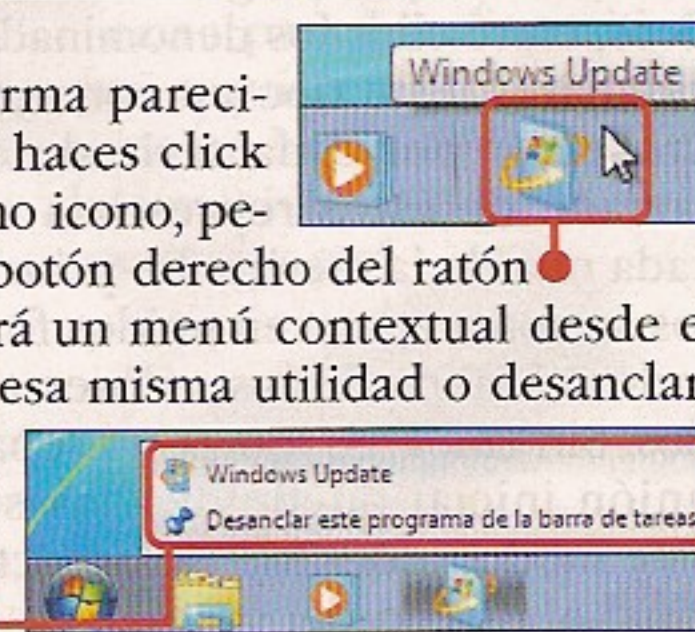 Windows Update
rma pareci-
haces click
no icono, pe-
botón derecho del ratón
rá un menú contextual desde e
esa misma utilidad o desanclar
Windows Update
Desanclar este programa de la barra de tareas